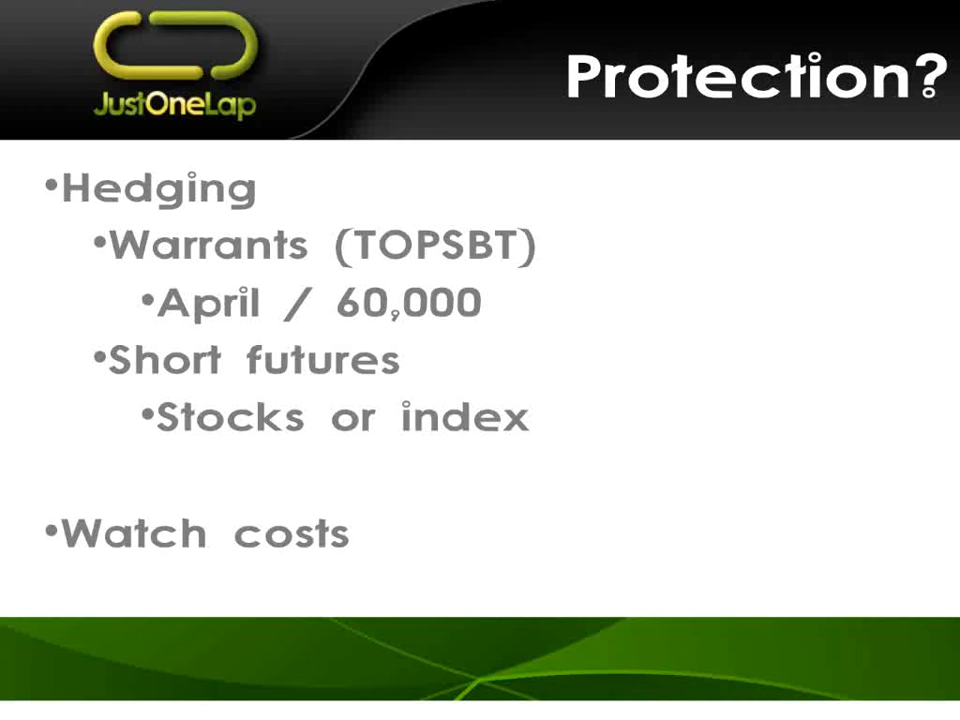 JustOneLap
Protection?
•Hedging
•Warrants (TOPSBT)
•April / 60,000
•Short futures
•Stocks or index
•Watch costs